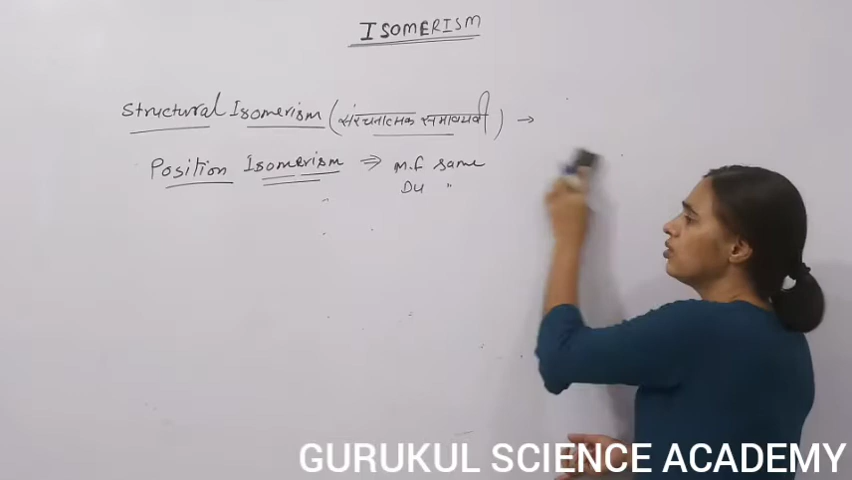 ISOMERISM
Structural Isomerism (संरचनात्मक समावयवी) →
Position Isomerism ⇒ M.F same
DU "
GURUKUL SCIENCE ACADEMY